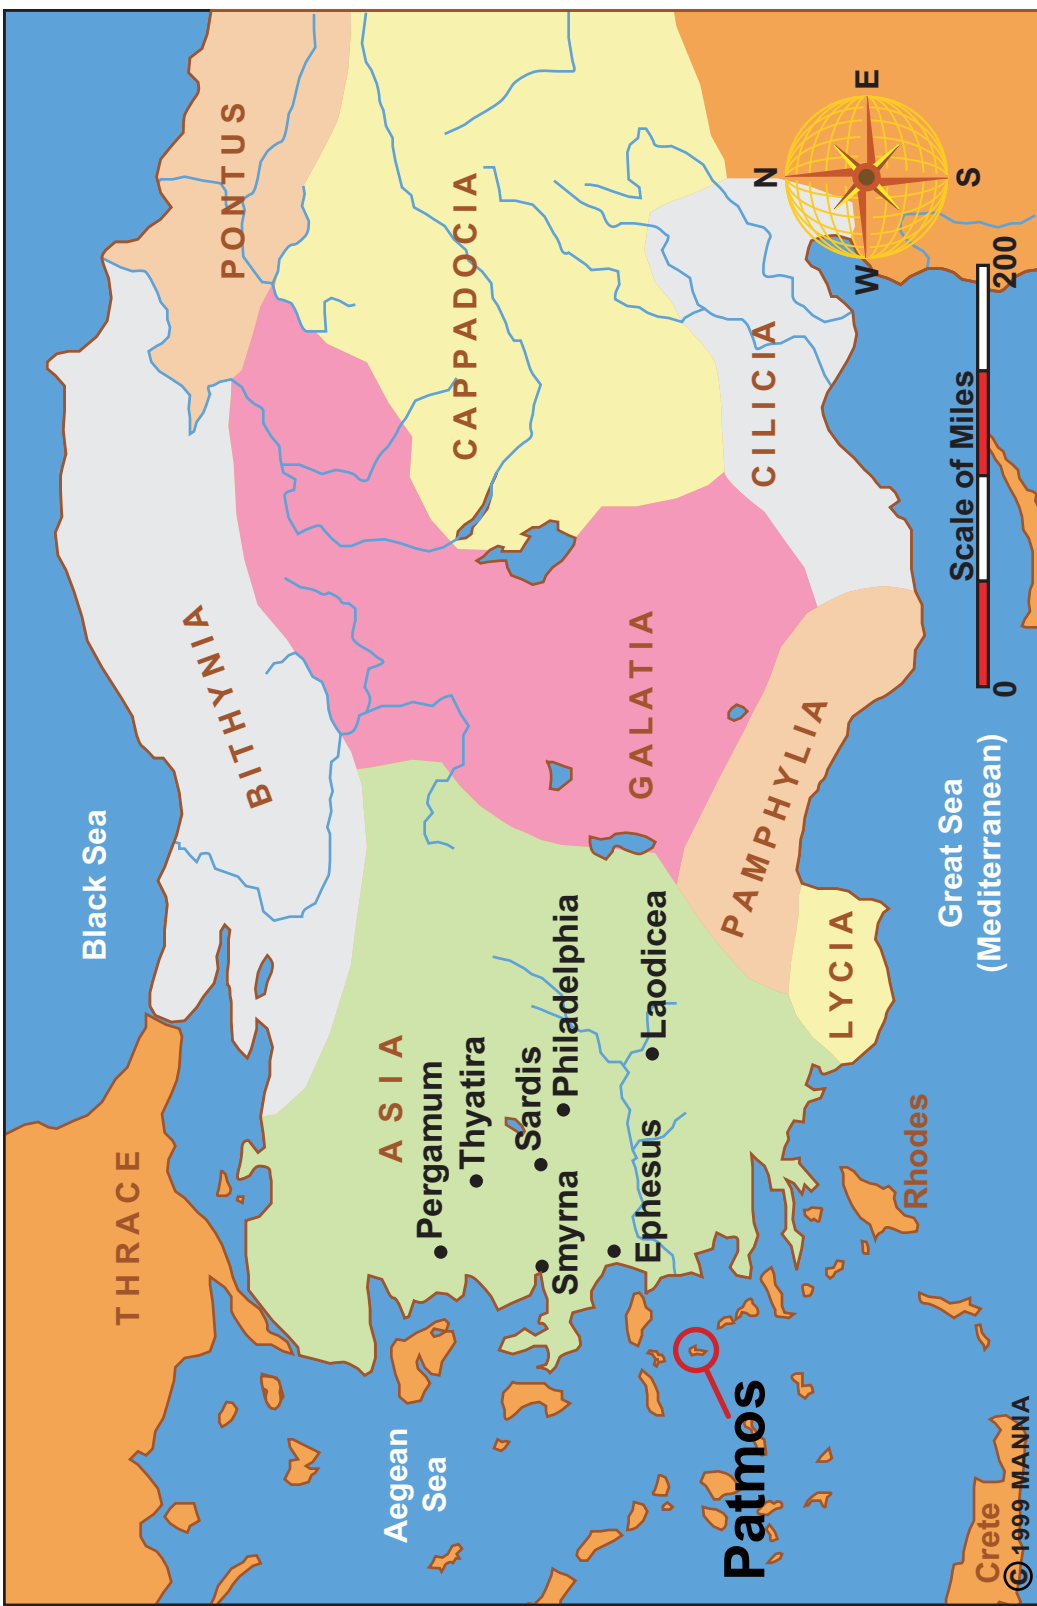 Black Sea
THRACE
BITHYNIA
PONTUS
ASIA
Pergamum
Thyatira
Sardis
Philadelphia
Smyrna
Ephesus
Laodicea
GALATIA
CAPPADOCIA
CILICIA
PAMPHYLIA
LYCIA
Aegean
Sea
Patmos
Rhodes
Crete
Great Sea
(Mediterranean)
N
W
E
S
Scale of Miles
0
200
© 1999 MANNA